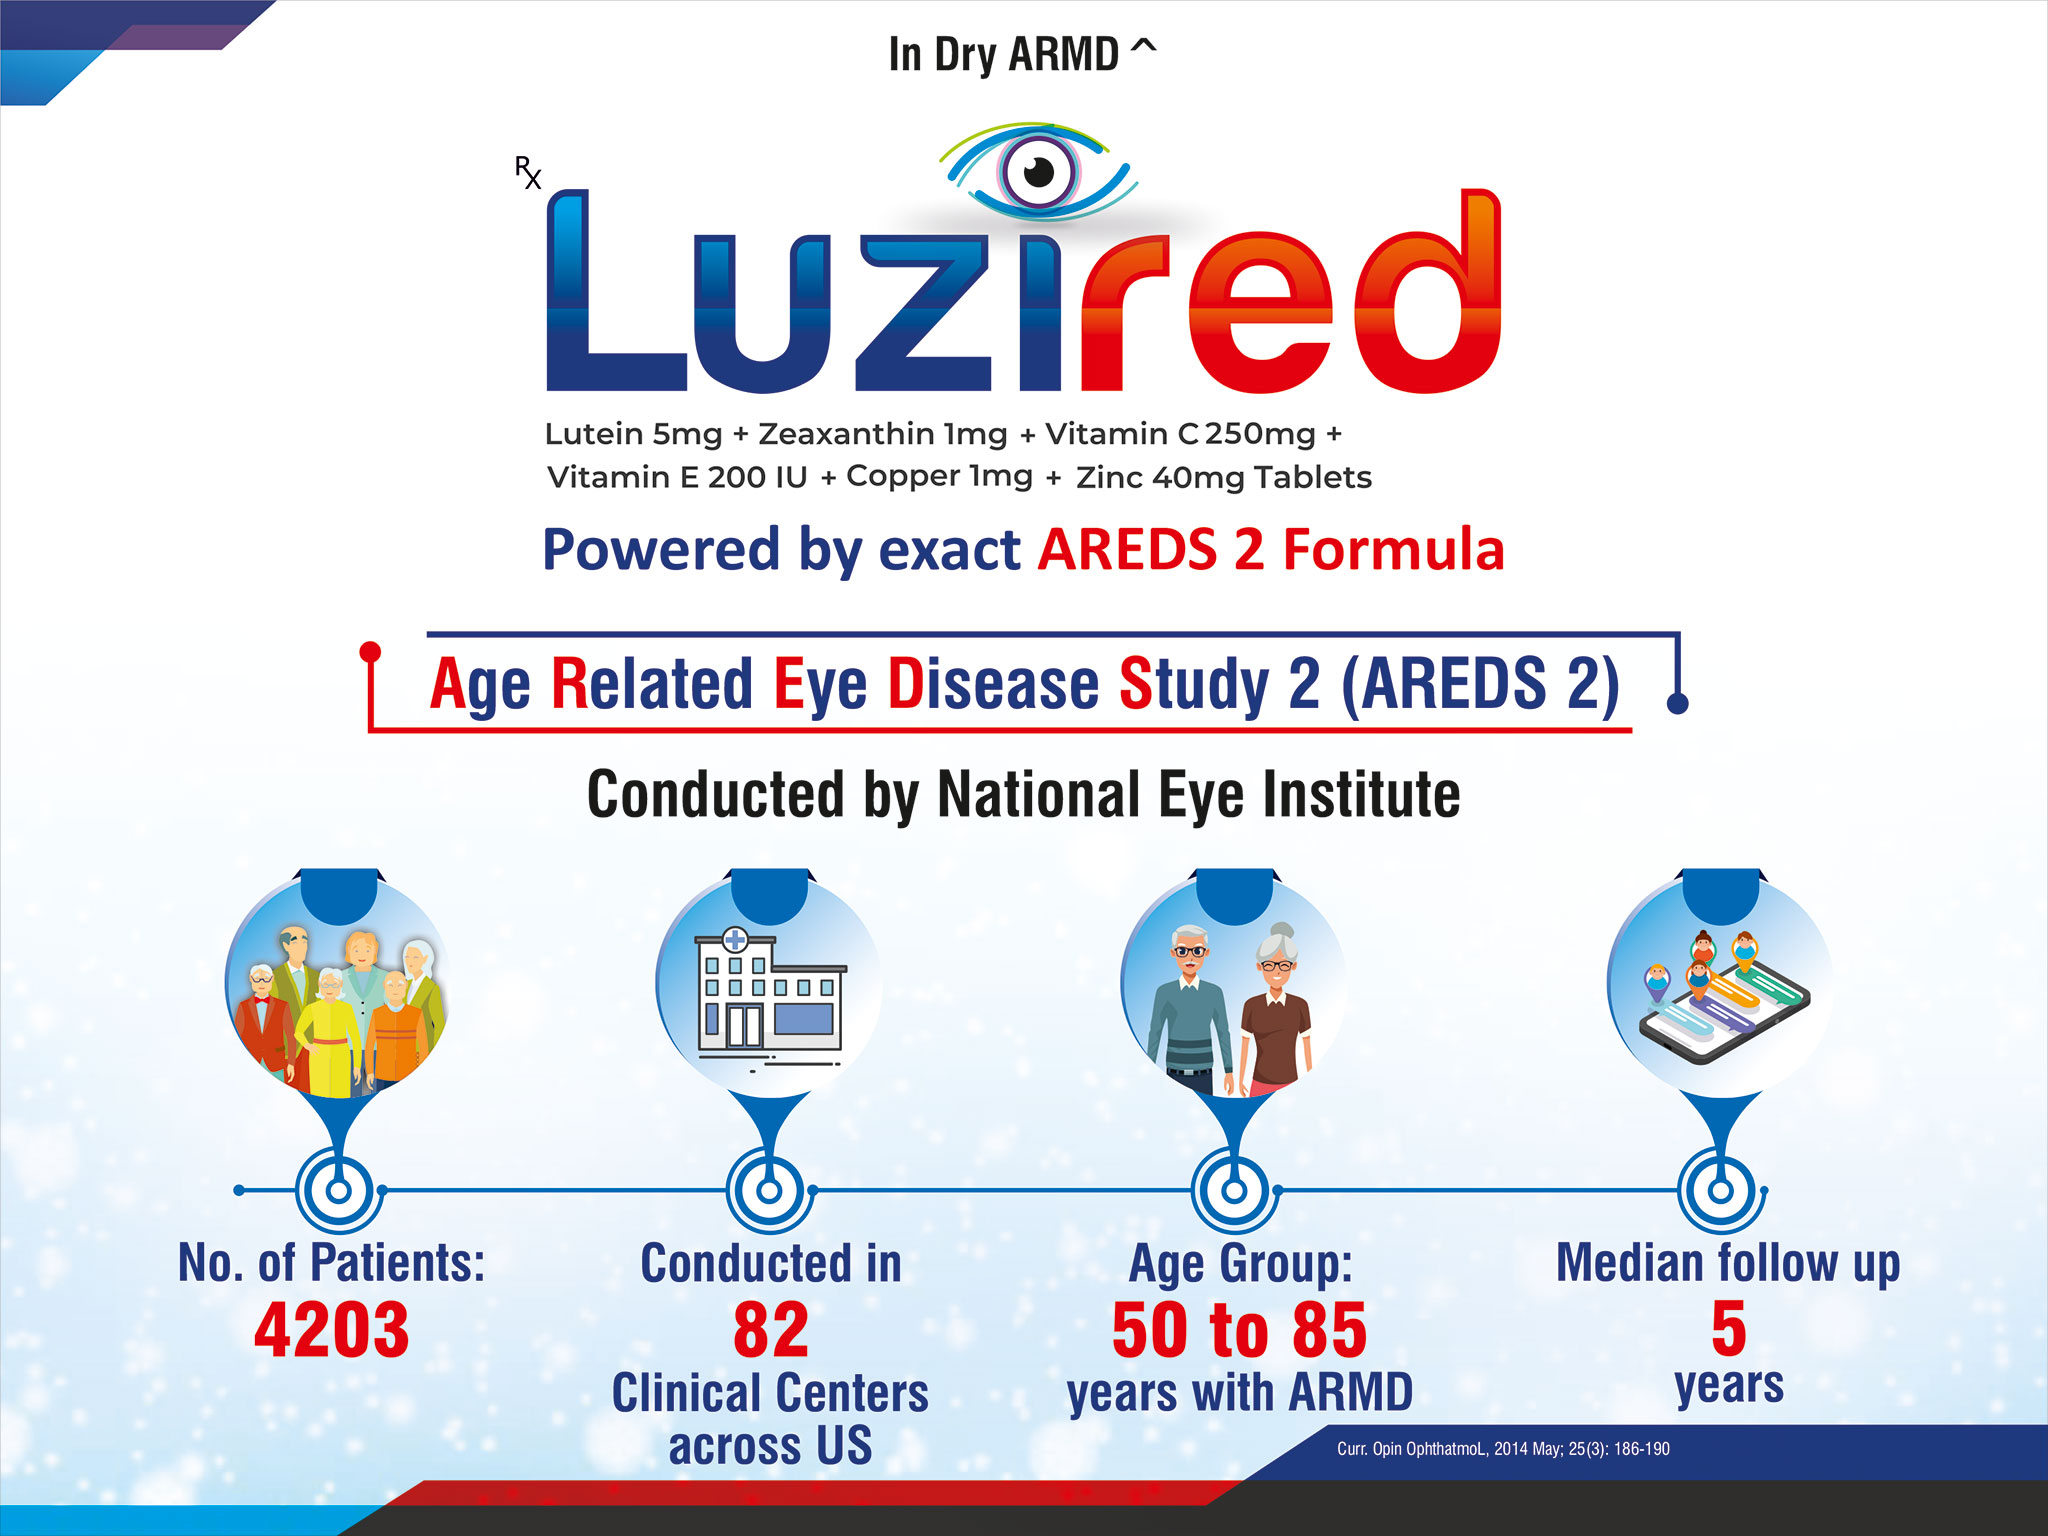 In Dry ARMD ^
Rx
Luzired
Lutein 5mg + Zeaxanthin 1mg + Vitamin C 250mg +
Vitamin E 200 IU + Copper 1mg + Zinc 40mg Tablets
Powered by exact AREDS 2 Formula
Age Related Eye Disease Study 2 (AREDS 2)
Conducted by National Eye Institute
No. of Patients:
4203
Conducted in
82
Clinical Centers
across US
Age Group:
50 to 85
years with ARMD
Median follow up
5
years
Curr. Opin OphthatmoL, 2014 May; 25(3): 186-190